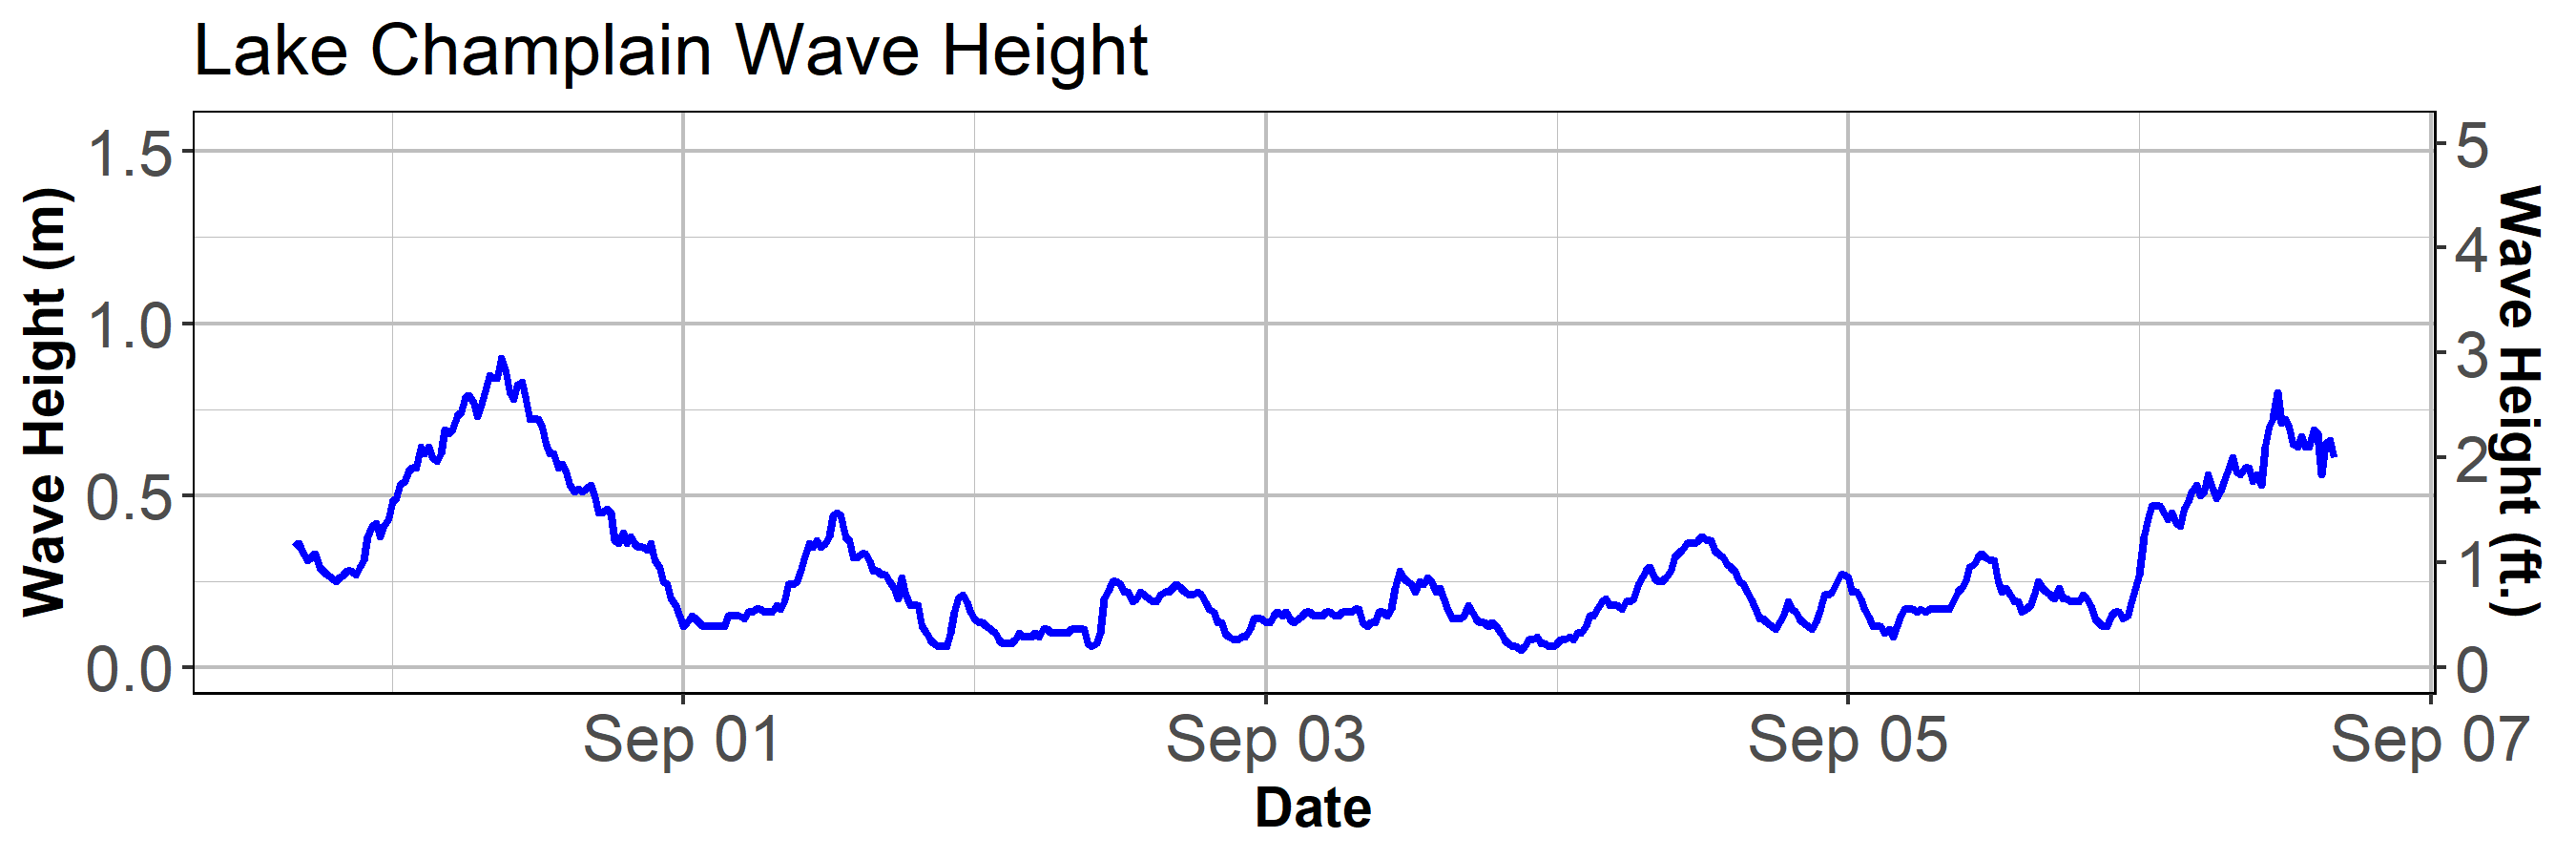 Lake Champlain Wave Height
Wave Height (m)
1.5
1.0
0.5
0.0
5
4
3
2
1
0
Wave Height (ft.)
Sep 01 Sep 03 Sep 05 Sep 07
Date